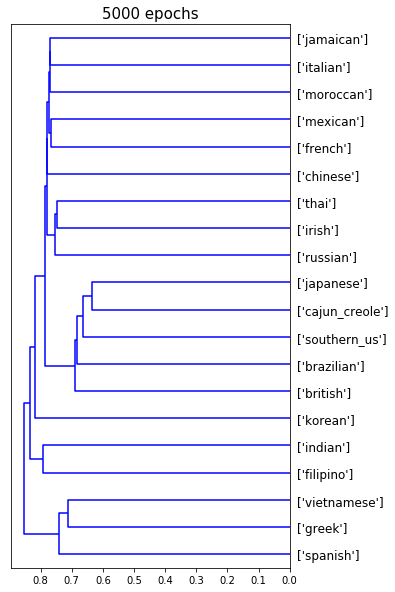 5000 epochs
['jamaican']
['italian']
['moroccan']
['mexican']
['french']
['chinese']
['thai']
['irish']
['russian']
['japanese']
['cajun_creole']
['southern_us']
['brazilian']
['british']
['korean']
['indian']
['filipino']
['vietnamese']
['greek']
['spanish']
0.8 0.7 0.6 0.5 0.4 0.3 0.2 0.1 0.0